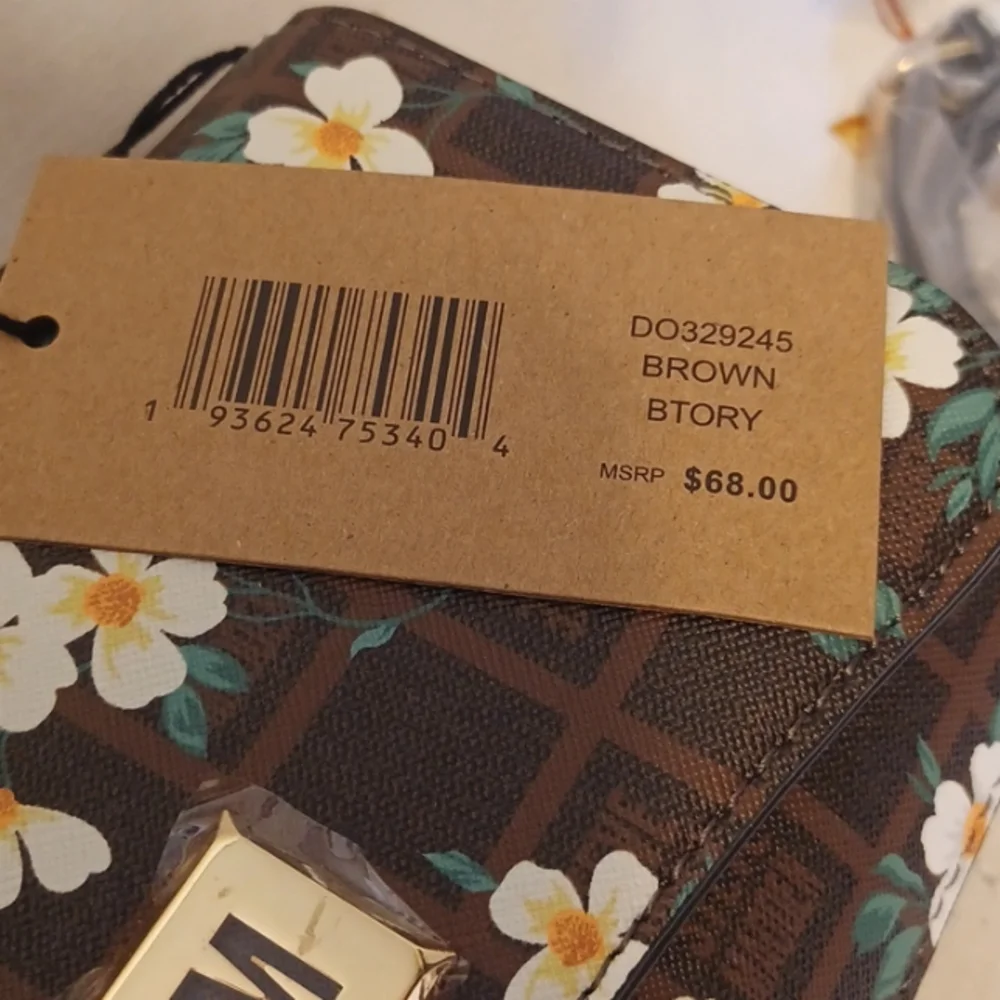 DO329245
BROWN
BTORY
MSRP $68.00
1 93624 75340 4
M